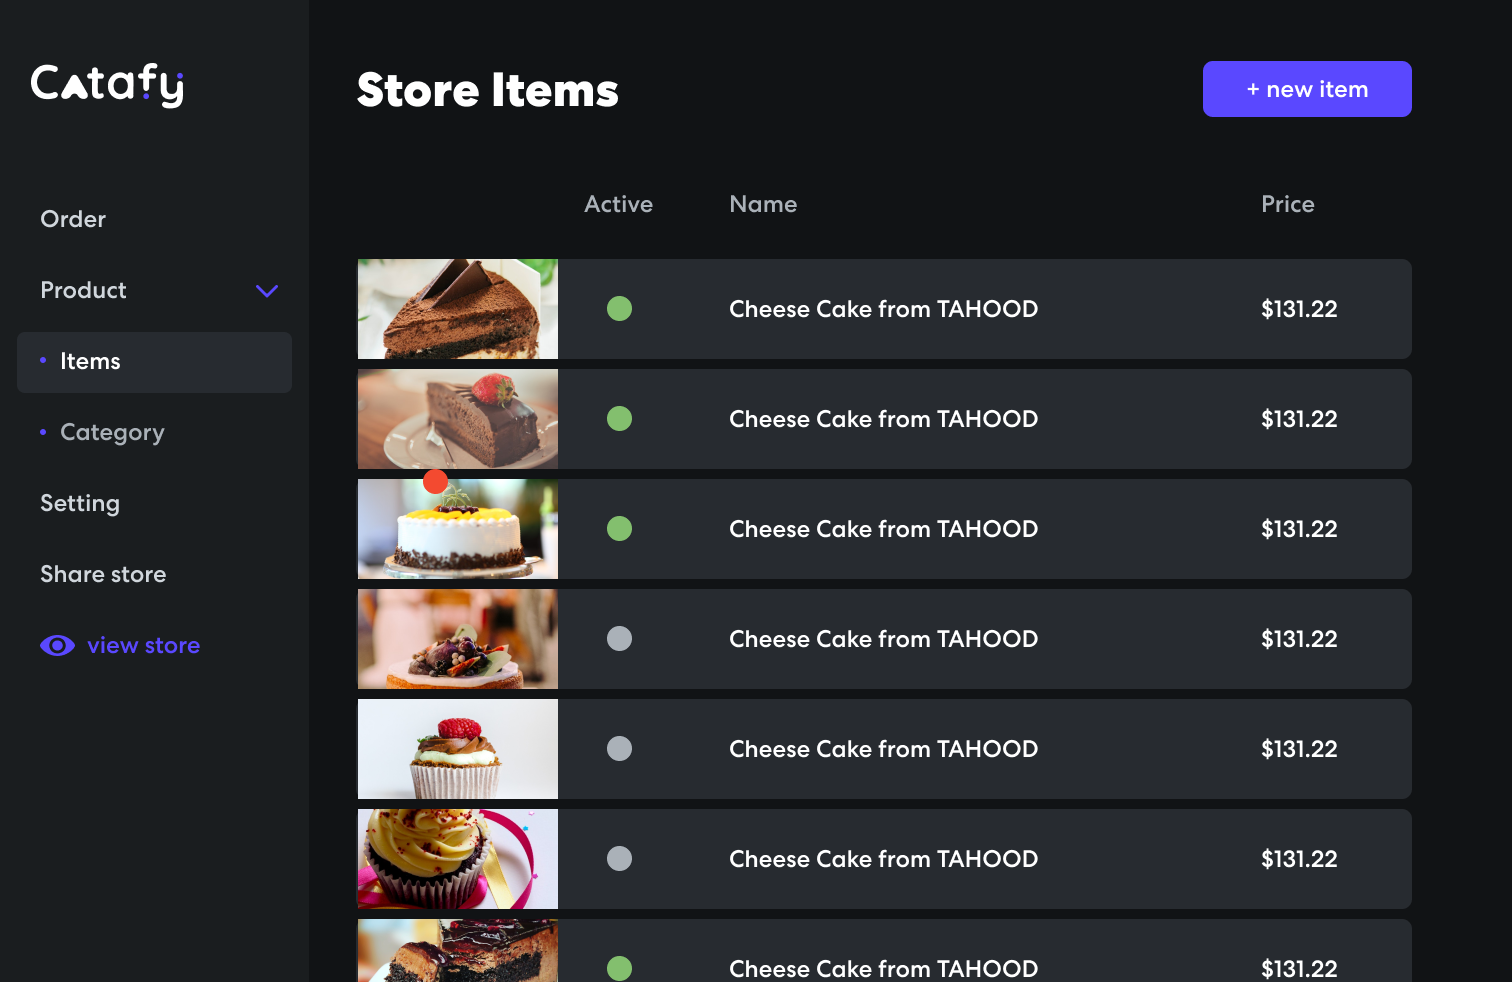 Catafy
Store Items
+ new item
Order
Product
Items
Category
Setting
Share store
view store
Active Name Price
Cheese Cake from TAHOOD $131.22
Cheese Cake from TAHOOD $131.22
Cheese Cake from TAHOOD $131.22
Cheese Cake from TAHOOD $131.22
Cheese Cake from TAHOOD $131.22
Cheese Cake from TAHOOD $131.22
Cheese Cake from TAHOOD $131.22